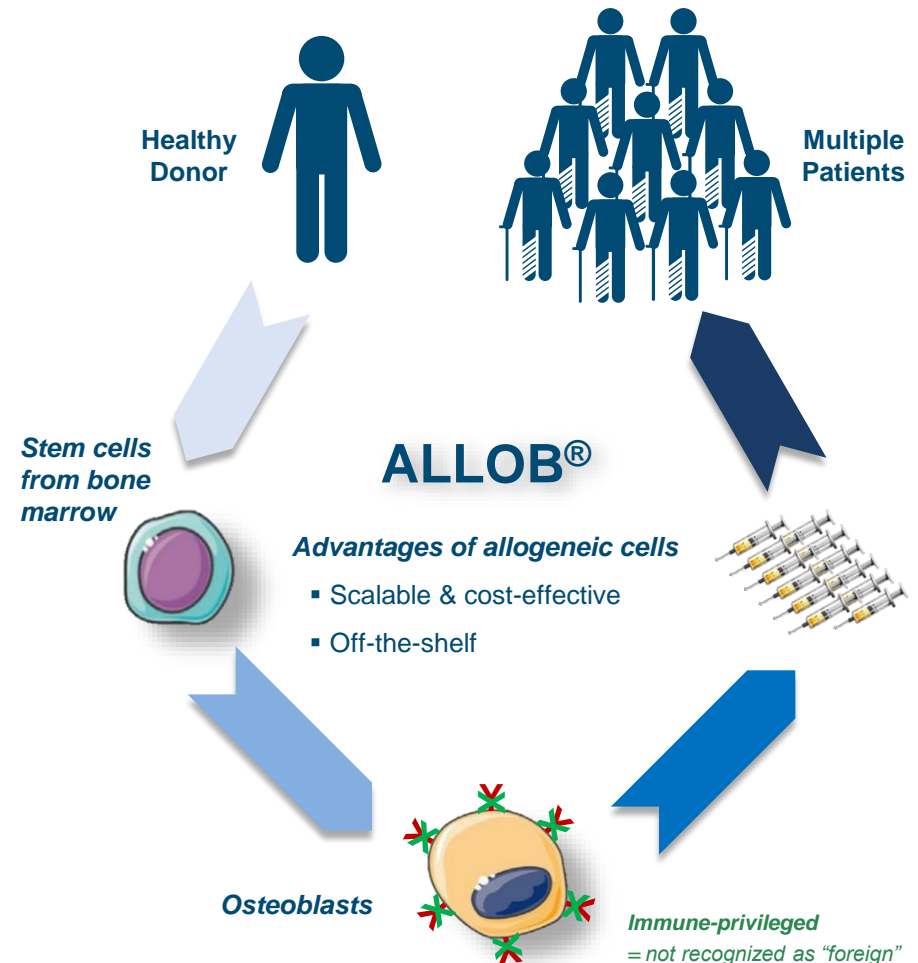 Healthy
Donor
Multiple
Patients
Stem cells
from bone
marrow
ALLOB®
Advantages of allogeneic cells
▪ Scalable & cost-effective
▪ Off-the-shelf
Osteoblasts
Immune-privileged
= not recognized as “foreign”